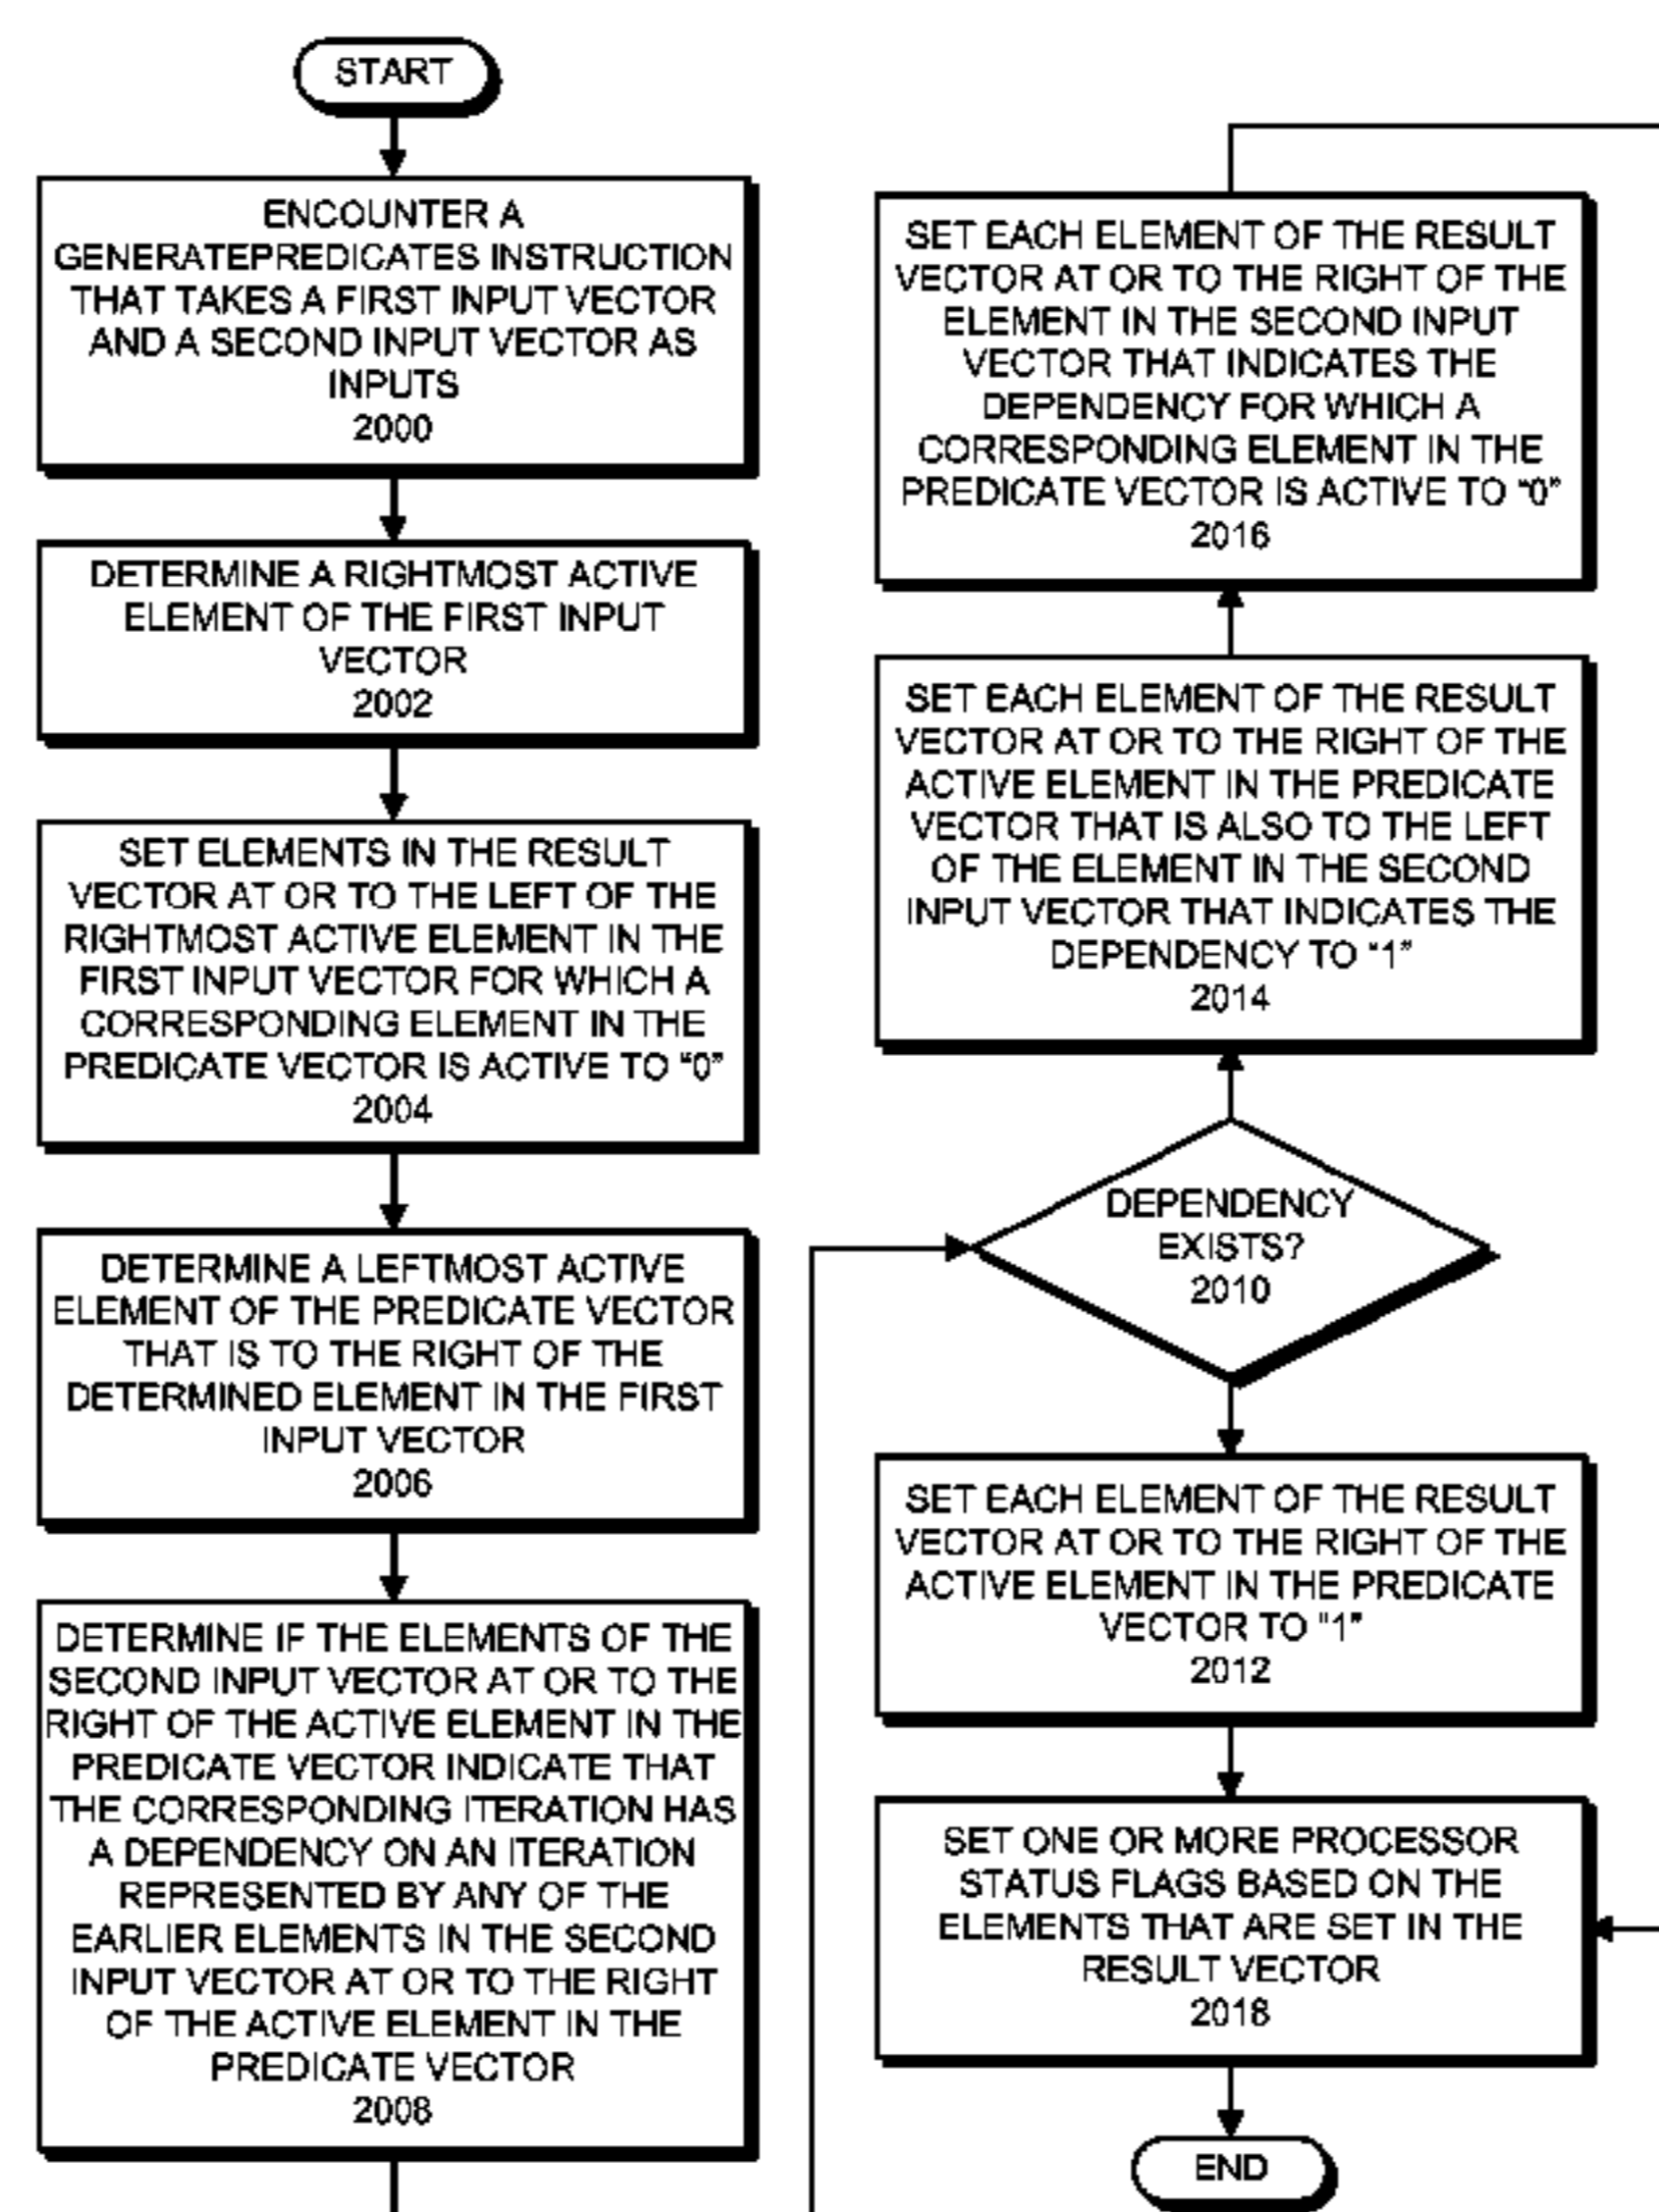 START
ENCOUNTER A
GENERATEPREDICATES INSTRUCTION
THAT TAKES A FIRST INPUT VECTOR
AND A SECOND INPUT VECTOR AS
INPUTS
2000
DETERMINE A RIGHTMOST ACTIVE
ELEMENT OF THE FIRST INPUT
VECTOR
2002
SET ELEMENTS IN THE RESULT
VECTOR AT OR TO THE LEFT OF THE
RIGHTMOST ACTIVE ELEMENT IN THE
FIRST INPUT VECTOR FOR WHICH A
CORRESPONDING ELEMENT IN THE
PREDICATE VECTOR IS ACTIVE TO “0”
2004
DETERMINE A LEFTMOST ACTIVE
ELEMENT OF THE PREDICATE VECTOR
THAT IS TO THE RIGHT OF THE
DETERMINED ELEMENT IN THE FIRST
INPUT VECTOR
2006
DETERMINE IF THE ELEMENTS OF THE
SECOND INPUT VECTOR AT OR TO THE
RIGHT OF THE ACTIVE ELEMENT IN THE
PREDICATE VECTOR INDICATE THAT
THE CORRESPONDING ITERATION HAS
A DEPENDENCY ON AN ITERATION
REPRESENTED BY ANY OF THE
EARLIER ELEMENTS IN THE SECOND
INPUT VECTOR AT OR TO THE RIGHT
OF THE ACTIVE ELEMENT IN THE
PREDICATE VECTOR
2008
SET EACH ELEMENT OF THE RESULT
VECTOR AT OR TO THE RIGHT OF THE
ELEMENT IN THE SECOND INPUT
VECTOR THAT INDICATES THE
DEPENDENCY FOR WHICH A
CORRESPONDING ELEMENT IN THE
PREDICATE VECTOR IS ACTIVE TO “0”
2016
SET EACH ELEMENT OF THE RESULT
VECTOR AT OR TO THE RIGHT OF THE
ACTIVE ELEMENT IN THE PREDICATE
VECTOR THAT IS ALSO TO THE LEFT
OF THE ELEMENT IN THE SECOND
INPUT VECTOR THAT INDICATES THE
DEPENDENCY TO “1”
2014
DEPENDENCY
EXISTS?
2010
SET EACH ELEMENT OF THE RESULT
VECTOR AT OR TO THE RIGHT OF THE
ACTIVE ELEMENT IN THE PREDICATE
VECTOR TO “1”
2012
SET ONE OR MORE PROCESSOR
STATUS FLAGS BASED ON THE
ELEMENTS THAT ARE SET IN THE
RESULT VECTOR
2018
END